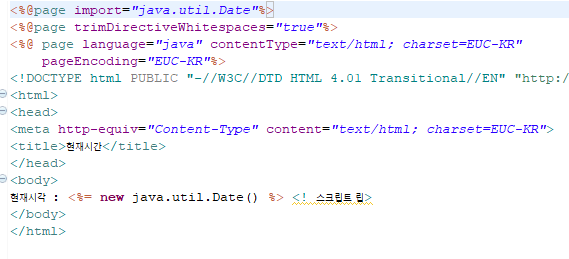 <%@page import="java.util.Date"%>
<%@page trimDirectiveWhitespaces="true"%>
<%@ page language="java" contentType="text/html; charset=EUC-KR"
pageEncoding="EUC-KR"%>
<!DOCTYPE html PUBLIC "-//W3C//DTD HTML 4.01 Transitional//EN" "http:/
<html>
<head>
<meta http-equiv="Content-Type" content="text/html; charset=EUC-KR">
<title>현재시간</title>
</head>
<body>
현재시각 : <%= new java.util.Date() %> <! 스크립트 립>
</body>
</html>